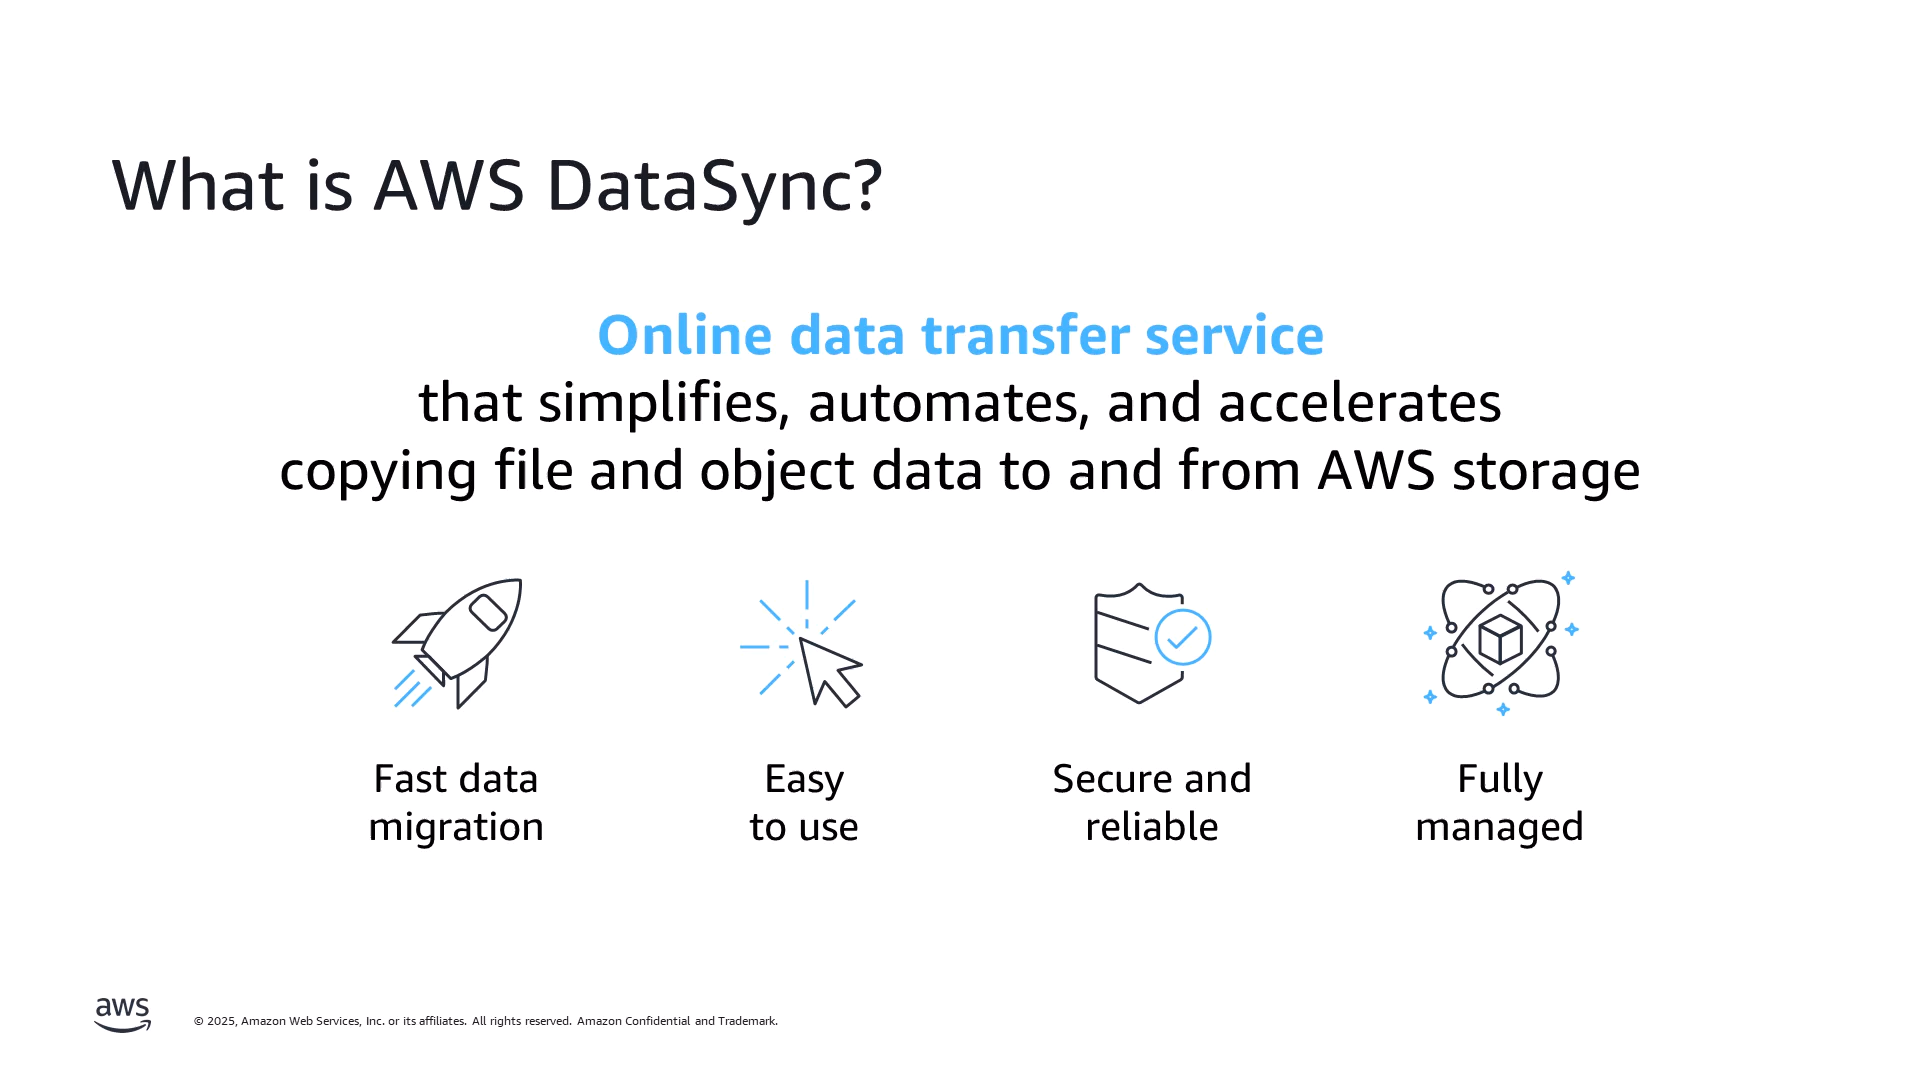 What is AWS DataSync?
Online data transfer service
that simplifies, automates, and accelerates
copying file and object data to and from AWS storage
Fast data
migration
Easy
to use
Secure and
reliable
Fully
managed
aws
© 2025, Amazon Web Services, Inc. or its affiliates. All rights reserved. Amazon Confidential and Trademark.